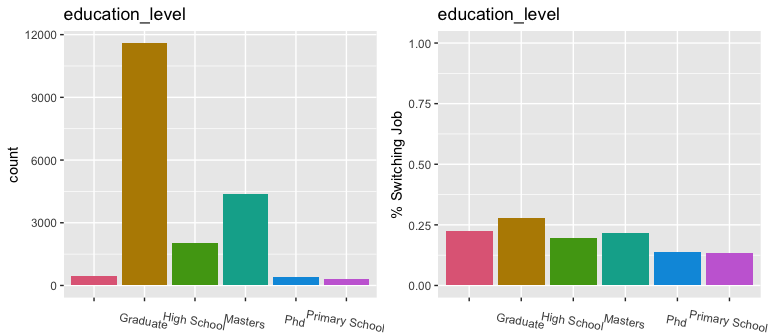 education_level
count
12000
9000
6000
3000
0
Graduate
High School
Masters
Phd
Primary School
education_level
% Switching Job
1.00
0.75
0.50
0.25
0.00
Graduate
High School
Masters
Phd
Primary School